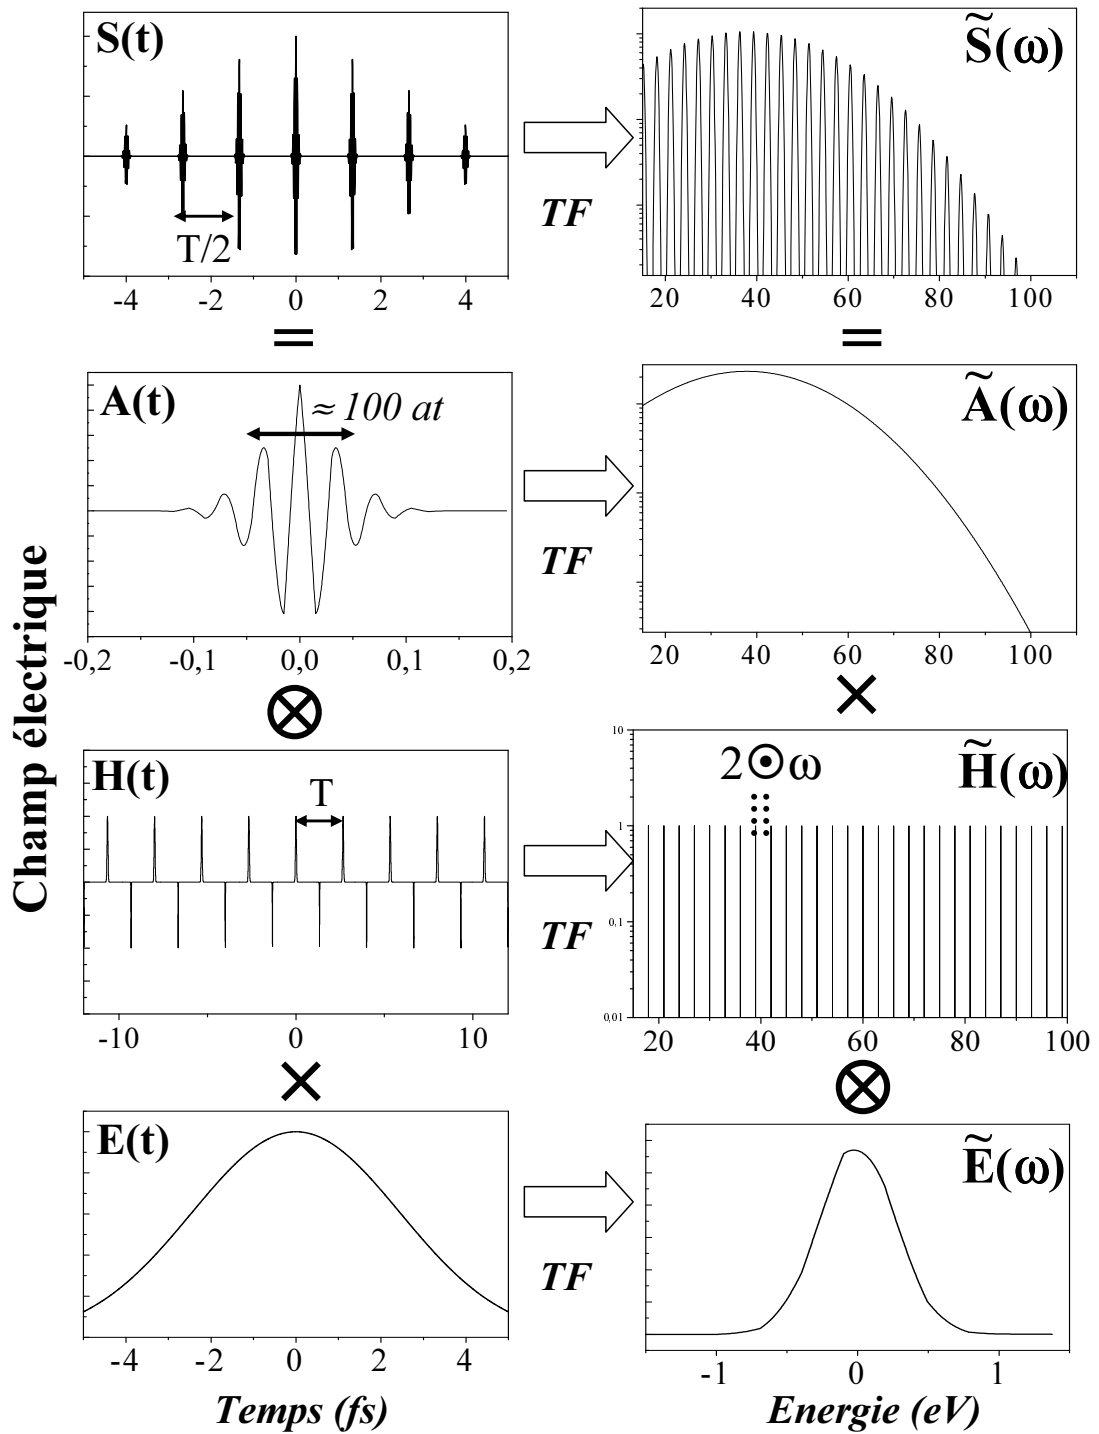 S(t)
T/2
-4 -2 0 2 4
TF
S̃(ω)
20 40 60 80 100
= =
A(t)
≈ 100 at
-0,2 -0,1 0,0 0,1 0,2
TF
Ã(ω)
20 40 60 80 100
⊗ ×
Champ électrique
H(t)
T
-10 0 10
TF
H̃(ω)
2⊙ω
10
1
0.1
0,01
20 40 60 80 100
× ⊗
E(t)
-4 -2 0 2 4
Temps (fs)
TF
Ẽ(ω)
-1 0 1
Energie (eV)